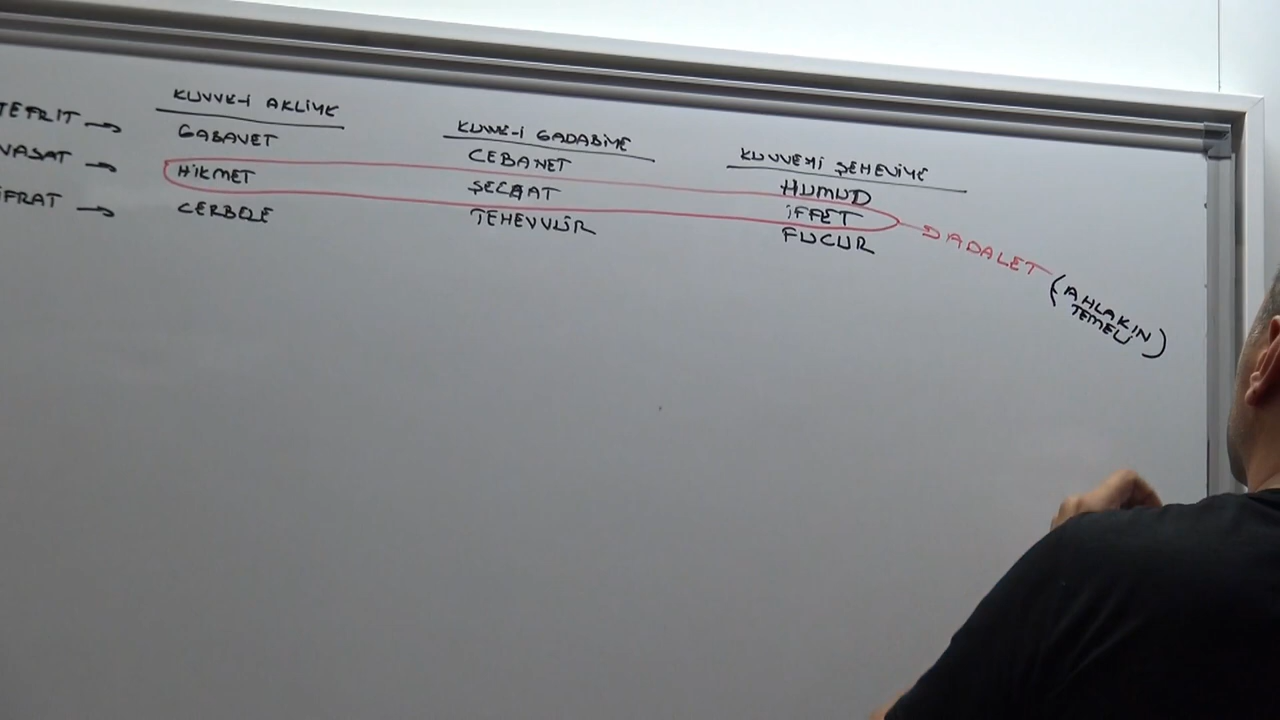 KUVVE-İ AKLİYE KUVVE-İ GADABİYE KUVVE-İ ŞEHEVİYE
TEFRİT → GABAVET CEBANET HUMUD
VASAT → HİKMET ŞECAAT İFFET → ADALET (AHLAKIN
TEMELİ)
İFRAT → CERBEZE TEHEVVÜR FUCUR